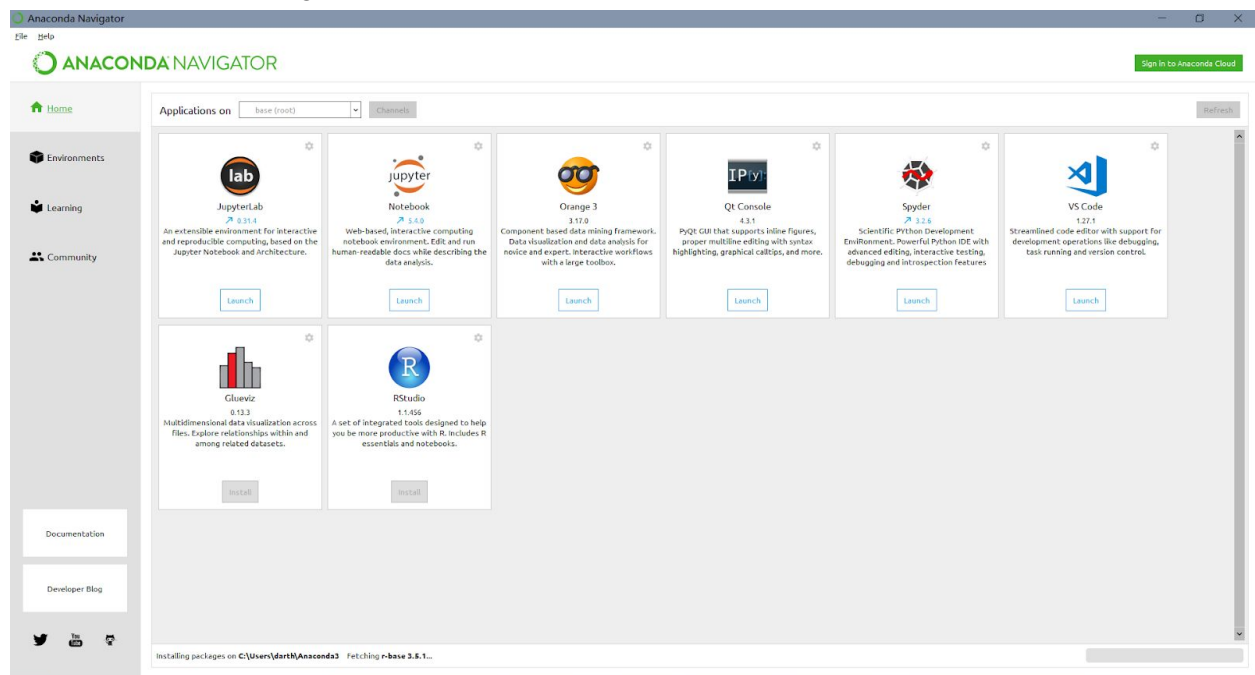 Anaconda Navigator
File Help
ANACONDA NAVIGATOR
Sign in to Anaconda Cloud
Home
Environments
Learning
Community
Documentation
Developer Blog
You Tube
Applications on base (root) Channels Refresh
lab
JupyterLab
0.31.4
An extensible environment for interactive
and reproducible computing, based on the
Jupyter Notebook and Architecture.
Launch
jupyter
Notebook
5.4.0
Web-based, interactive computing
notebook environment. Edit and run
human-readable docs while describing the
data analysis.
Launch
Orange 3
3.17.0
Component based data mining framework.
Data visualization and data analysis for
novice and expert. Interactive workflows
with a large toolbox.
Launch
IP[y]:
Qt Console
4.3.1
PyQt GUI that supports inline figures,
proper multiline editing with syntax
highlighting, graphical calltips, and more.
Launch
Spyder
3.2.6
Scientific PYthon Development
EnviRonment. Powerful Python IDE with
advanced editing, interactive testing,
debugging and introspection features
Launch
VS Code
1.27.1
Streamlined code editor with support for
development operations like debugging,
task running and version control.
Launch
Glueviz
0.13.3
Multidimensional data visualization across
files. Explore relationships within and
among related datasets.
Install
R
RStudio
1.1.456
A set of integrated tools designed to help
you be more productive with R. Includes R
essentials and notebooks.
Install
Installing packages on C:\Users\darth\Anaconda3 Fetching r-base 3.5.1...